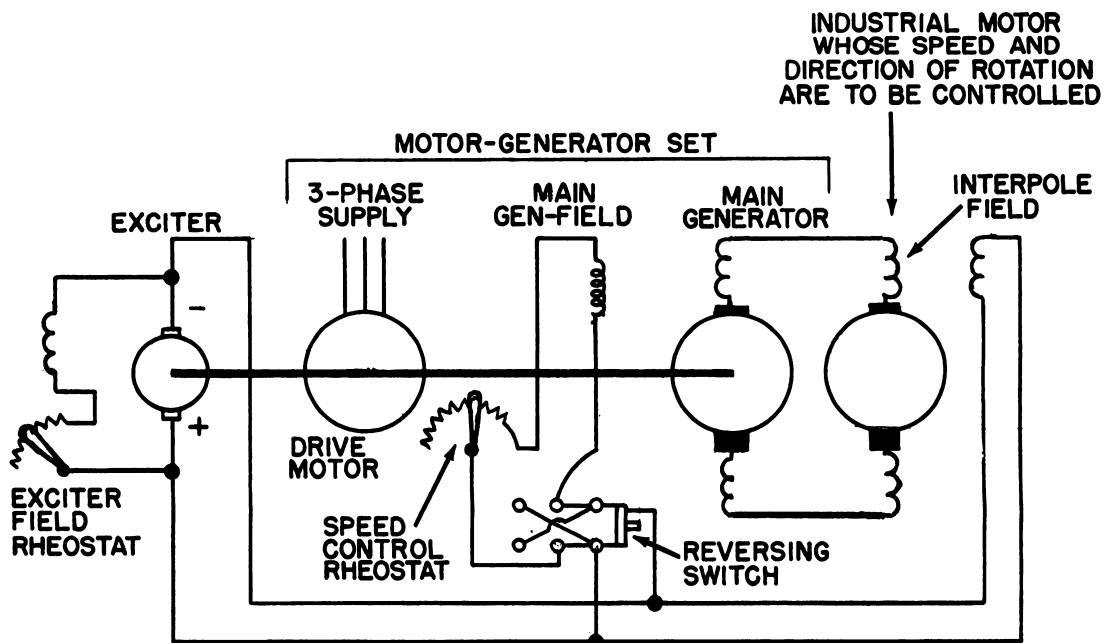 INDUSTRIAL MOTOR
WHOSE SPEED AND
DIRECTION OF ROTATION
ARE TO BE CONTROLLED
MOTOR-GENERATOR SET
3-PHASE
SUPPLY
MAIN
GEN-FIELD
MAIN
GENERATOR
INTERPOLE
FIELD
EXCITER
-
+
DRIVE
MOTOR
EXCITER
FIELD
RHEOSTAT
SPEED
CONTROL
RHEOSTAT
REVERSING
SWITCH